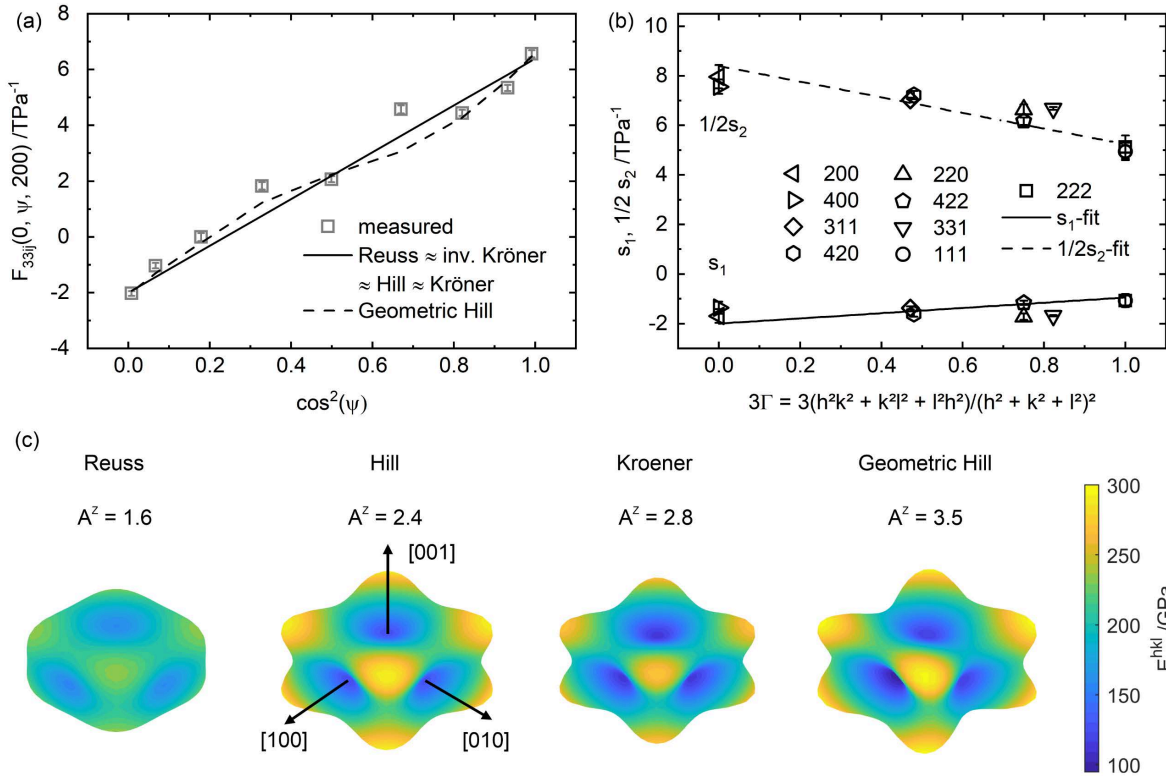 (a)
8
6
4
2
0
-2
-4
F33ij(0, ψ, 200) /TPa⁻¹
measured
Reuss ≈ inv. Kröner
≈ Hill ≈ Kröner
Geometric Hill
0.0 0.2 0.4 0.6 0.8 1.0
cos²(ψ)
(b)
10
8
6
4
2
0
-2
s₁, 1/2 s₂ /TPa⁻¹
1/2s₂
200 220
400 422 222
311 331 s₁-fit
420 111 1/2s₂-fit
s₁
0.0 0.2 0.4 0.6 0.8 1.0
3Γ = 3(h²k² + k²l² + l²h²)/(h² + k² + l²)²
(c)
Reuss Hill Kroener Geometric Hill
Aᶻ = 1.6 Aᶻ = 2.4 Aᶻ = 2.8 Aᶻ = 3.5
[001]
[100] [010]
300
250
200
150
100
Eʰᵏˡ/GPa